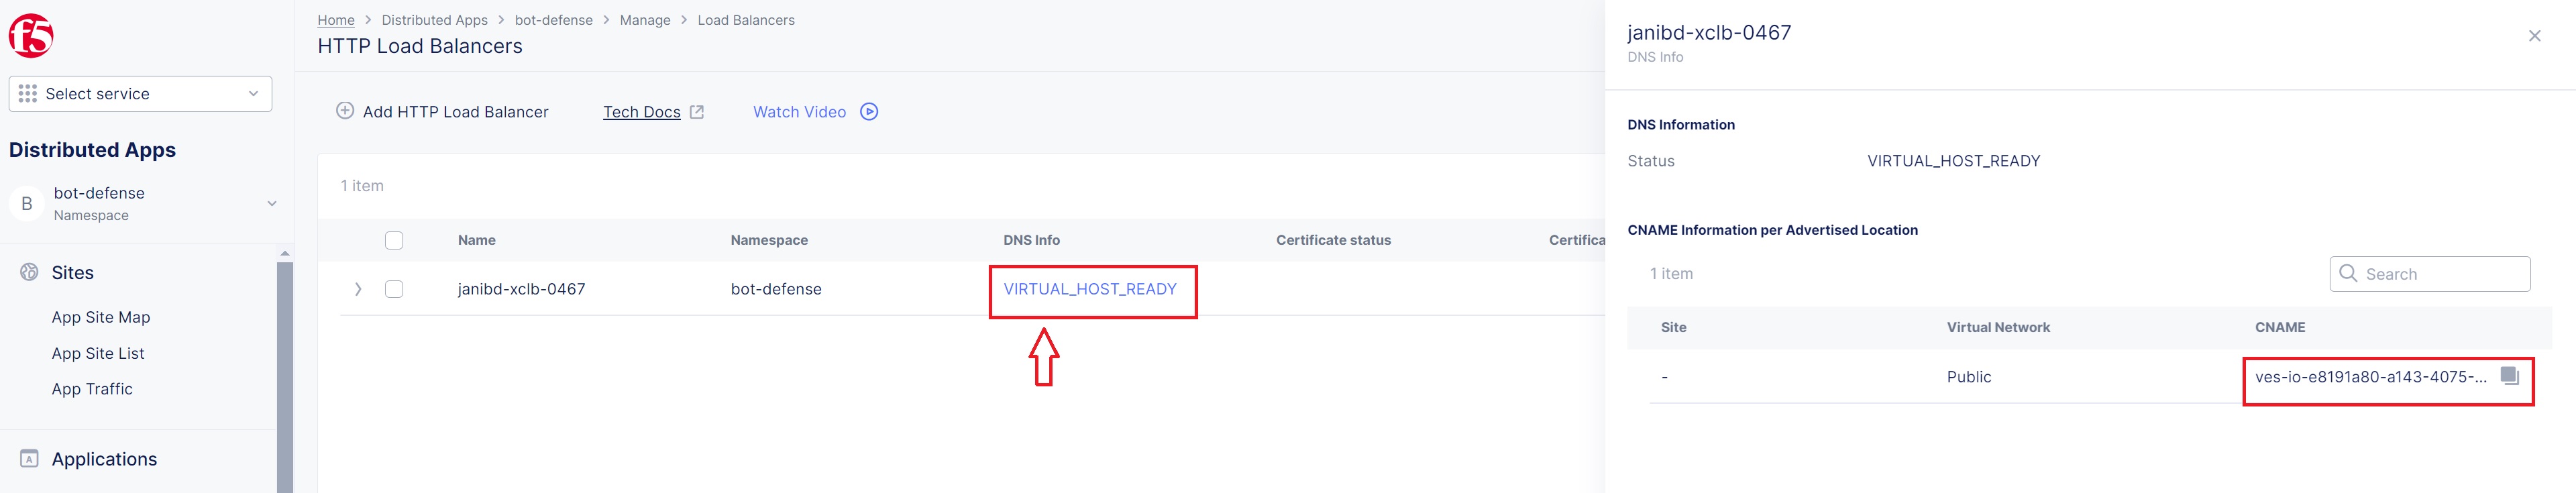 f5
Select service
Distributed Apps
B
bot-defense
Namespace
Sites
App Site Map
App Site List
App Traffic
A
Applications
Home > Distributed Apps > bot-defense > Manage > Load Balancers
HTTP Load Balancers
Add HTTP Load Balancer Tech Docs Watch Video
1 item
Name Namespace DNS Info Certificate status Certifica
janibd-xclb-0467 bot-defense VIRTUAL_HOST_READY
janibd-xclb-0467
DNS Info
DNS Information
Status VIRTUAL_HOST_READY
CNAME Information per Advertised Location
1 item Search
Site Virtual Network CNAME
- Public ves-io-e8191a80-a143-4075-...